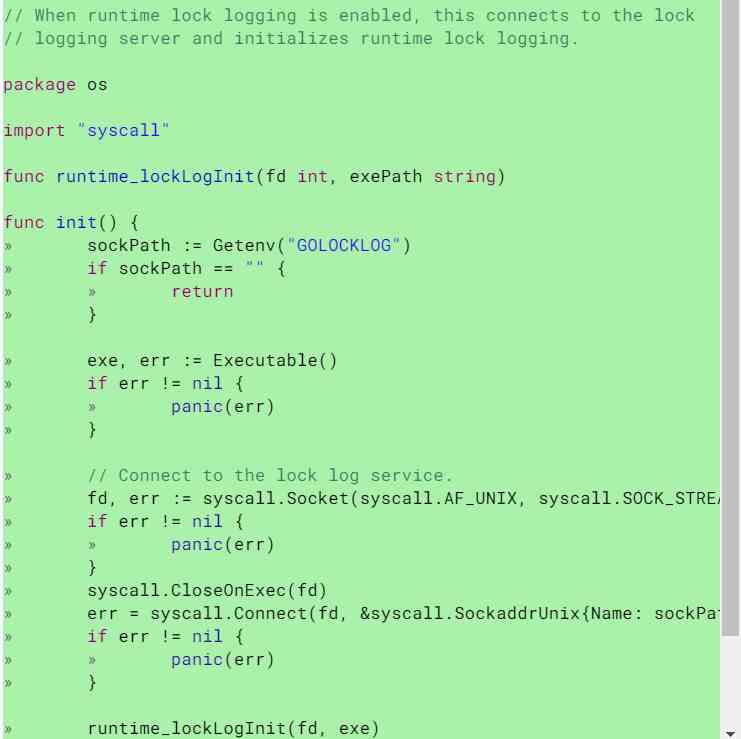 // When runtime lock logging is enabled, this connects to the lock
// logging server and initializes runtime lock logging.
package os
import "syscall"
func runtime_lockLogInit(fd int, exePath string)
func init() {
»       sockPath := Getenv("GOLOCKLOG")
»       if sockPath == "" {
»       »       return
»       }
»       exe, err := Executable()
»       if err != nil {
»       »       panic(err)
»       }
»       // Connect to the lock log service.
»       fd, err := syscall.Socket(syscall.AF_UNIX, syscall.SOCK_STREA
»       if err != nil {
»       »       panic(err)
»       }
»       syscall.CloseOnExec(fd)
»       err = syscall.Connect(fd, &syscall.SockaddrUnix{Name: sockPat
»       if err != nil {
»       »       panic(err)
»       }
»       runtime_lockLogInit(fd, exe)